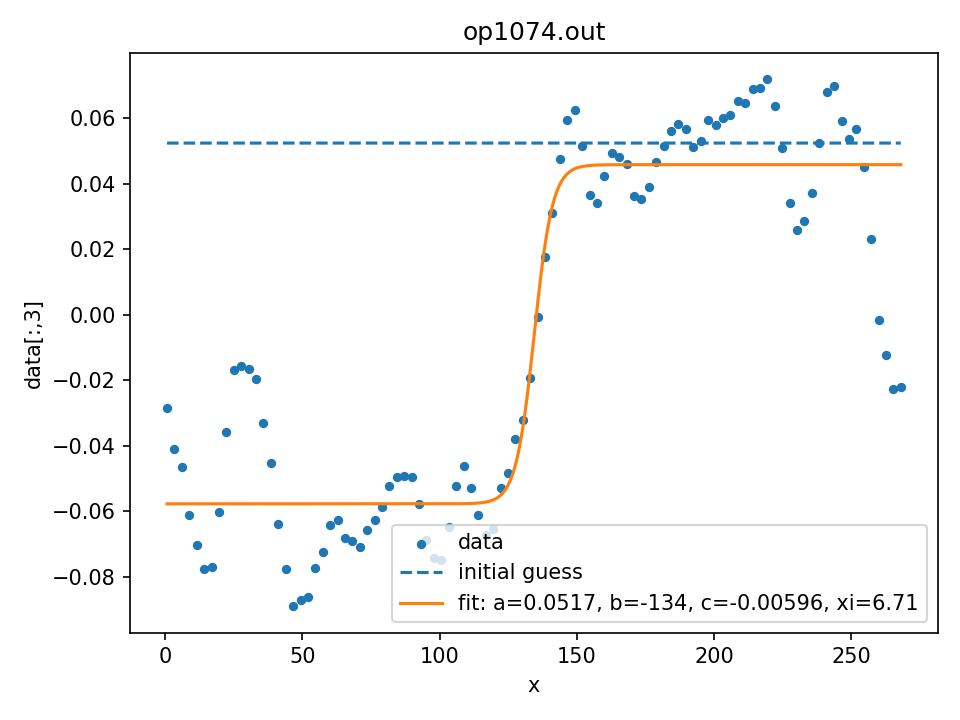 op1074.out
data[:,3]
0.06
0.04
0.02
0.00
−0.02
−0.04
−0.06
−0.08
data
initial guess
fit: a=0.0517, b=-134, c=-0.00596, xi=6.71
0 50 100 150 200 250
x